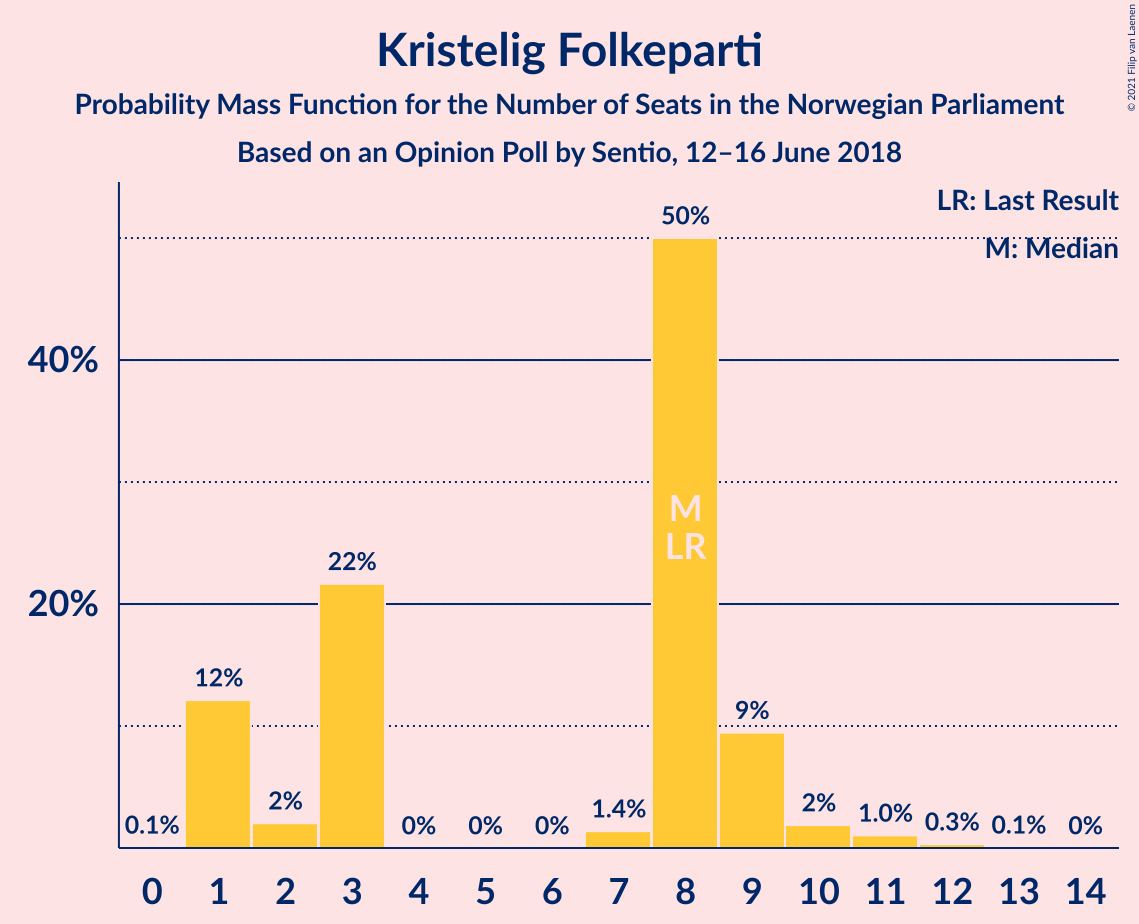 Kristelig Folkeparti
Probability Mass Function for the Number of Seats in the Norwegian Parliament
Based on an Opinion Poll by Sentio, 12–16 June 2018
© 2021 Filip van Laenen
LR: Last Result
M: Median
40%
20%
0.1%
12%
2%
22%
0%
0%
0%
1.4%
50%
9%
2%
1.0%
0.3%
0.1%
0%
M
LR
0 1 2 3 4 5 6 7 8 9 10 11 12 13 14